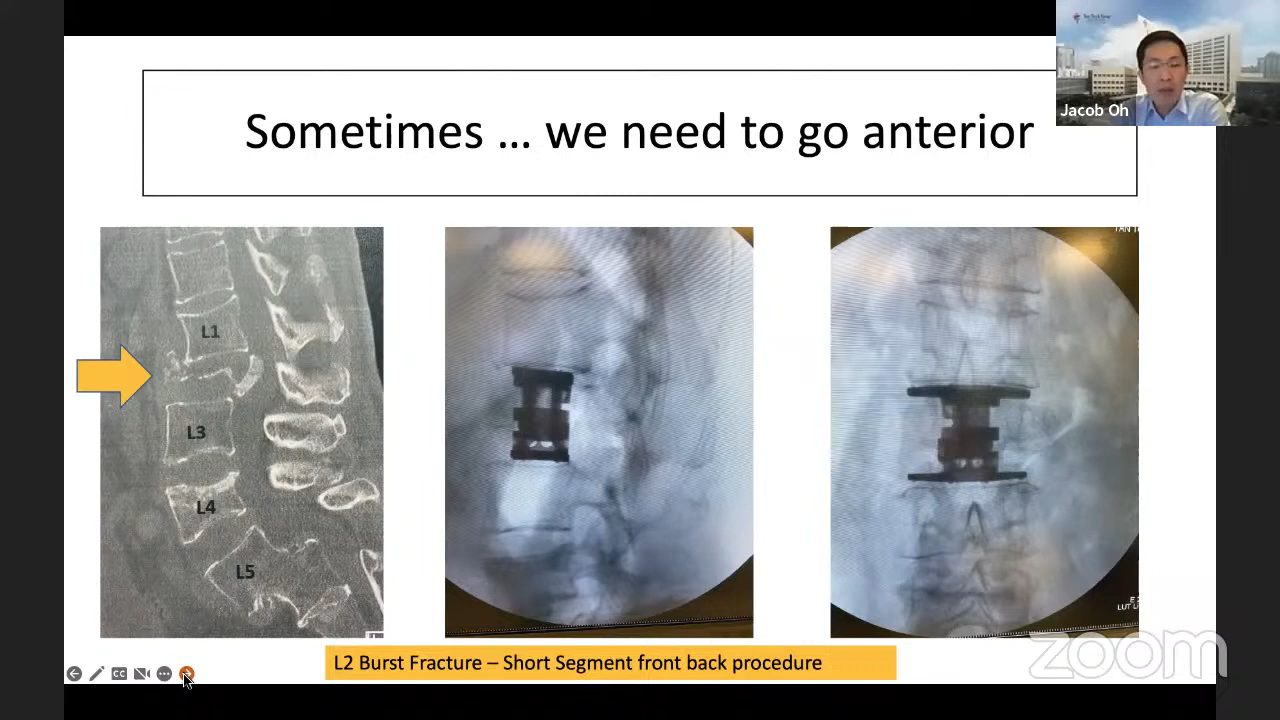 Sometimes ... we need to go anterior
Jacob Oh
L1
L3
L4
L5
L2 Burst Fracture – Short Segment front back procedure
CC
zoom